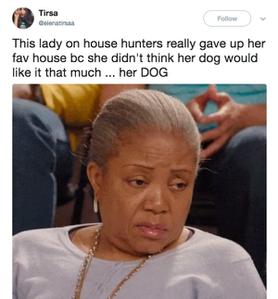 Tirsa
@elenatirsaa
Follow
This lady on house hunters really gave up her
fav house bc she didn't think her dog would
like it that much ... her DOG